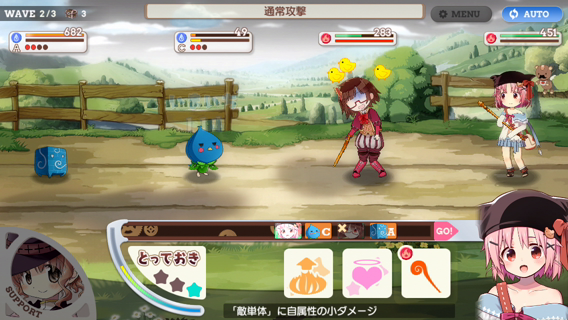 WAVE 2/3 3
通常攻撃
MENU
AUTO
682
A
49
C
283
451
C
A
GO!
とっておき
SUPPORT
「敵単体」に自属性の小ダメージ